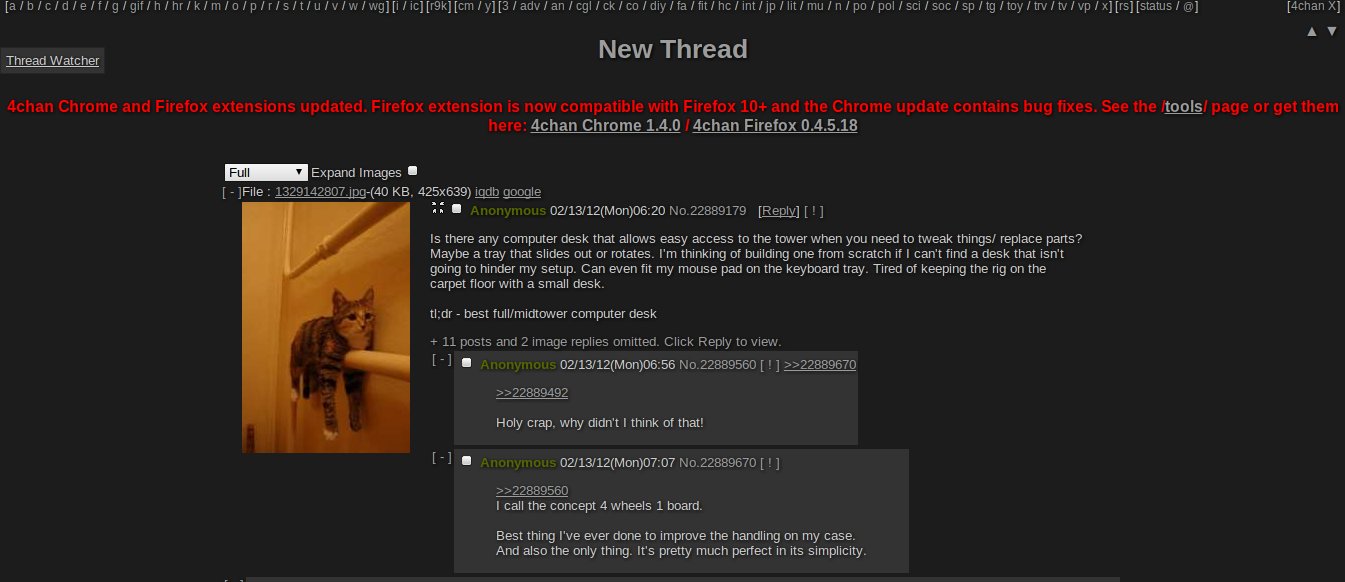 [a / b / c / d / e / f / g / gif / h / hr / k / m / o / p / r / s / t / u / v / w / wg] [i / ic] [r9k] [cm / y] [3 / adv / an / cgl / ck / co / diy / fa / fit / hc / int / jp / lit / mu / n / po / pol / sci / soc / sp / tg / toy / trv / tv / vp / x] [rs] [status / @] [4chan X]
▲ ▼
New Thread
Thread Watcher
4chan Chrome and Firefox extensions updated. Firefox extension is now compatible with Firefox 10+ and the Chrome update contains bug fixes. See the /tools/ page or get them
here: 4chan Chrome 1.4.0 / 4chan Firefox 0.4.5.18
Full Expand Images
[ - ]File : 1329142807.jpg-(40 KB, 425x639) iqdb google
Anonymous 02/13/12(Mon)06:20 No.22889179 [Reply] [ ! ]
Is there any computer desk that allows easy access to the tower when you need to tweak things/ replace parts?
Maybe a tray that slides out or rotates. I'm thinking of building one from scratch if I can't find a desk that isn't
going to hinder my setup. Can even fit my mouse pad on the keyboard tray. Tired of keeping the rig on the
carpet floor with a small desk.
tl;dr - best full/midtower computer desk
+ 11 posts and 2 image replies omitted. Click Reply to view.
[ - ] Anonymous 02/13/12(Mon)06:56 No.22889560 [ ! ] >>22889670
>>22889492
Holy crap, why didn't I think of that!
[ - ] Anonymous 02/13/12(Mon)07:07 No.22889670 [ ! ]
>>22889560
I call the concept 4 wheels 1 board.
Best thing I've ever done to improve the handling on my case.
And also the only thing. It's pretty much perfect in its simplicity.